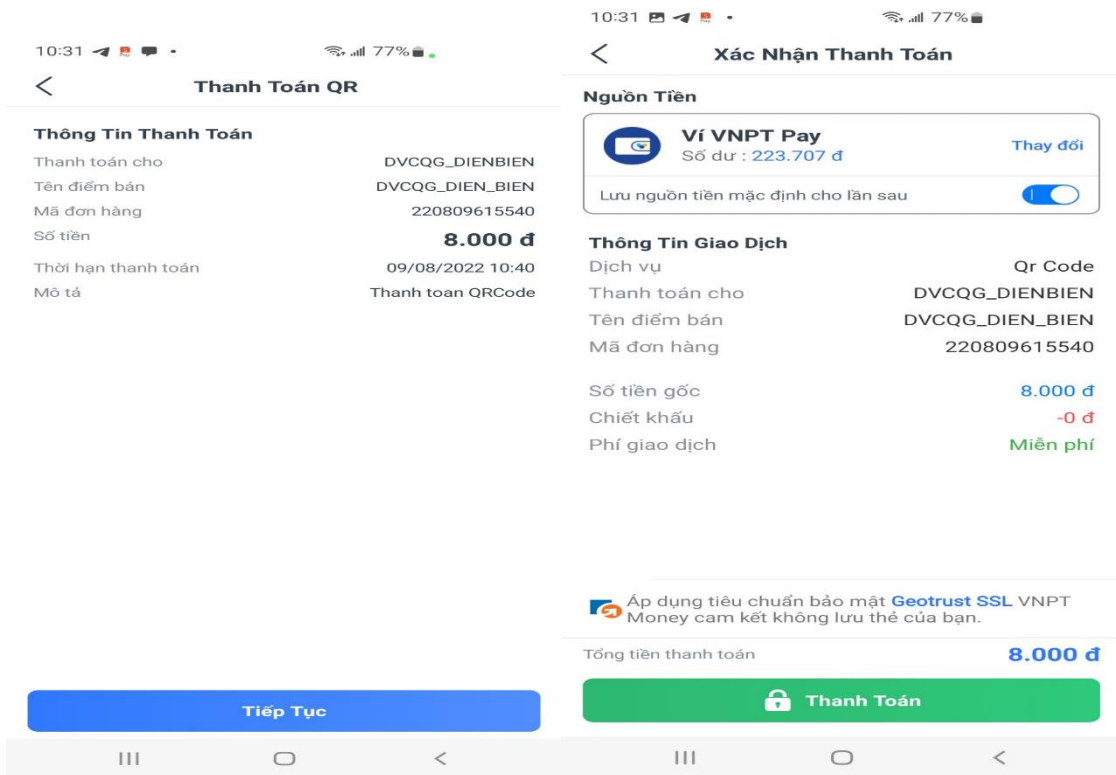 10:31 77%
Thanh Toán QR
Thông Tin Thanh Toán
Thanh toán cho DVCQG_DIENBIEN
Tên điểm bán DVCQG_DIEN_BIEN
Mã đơn hàng 220809615540
Số tiền 8.000 đ
Thời hạn thanh toán 09/08/2022 10:40
Mô tả Thanh toan QRCode
Tiếp Tục
10:31 77%
Xác Nhận Thanh Toán
Nguồn Tiền
Ví VNPT Pay
Số dư : 223.707 đ
Thay đổi
Lưu nguồn tiền mặc định cho lần sau
Thông Tin Giao Dịch
Dịch vụ Qr Code
Thanh toán cho DVCQG_DIENBIEN
Tên điểm bán DVCQG_DIEN_BIEN
Mã đơn hàng 220809615540
Số tiền gốc 8.000 đ
Chiết khấu -0 đ
Phí giao dịch Miễn phí
Áp dụng tiêu chuẩn bảo mật Geotrust SSL VNPT
Money cam kết không lưu thẻ của bạn.
Tổng tiền thanh toán 8.000 đ
Thanh Toán